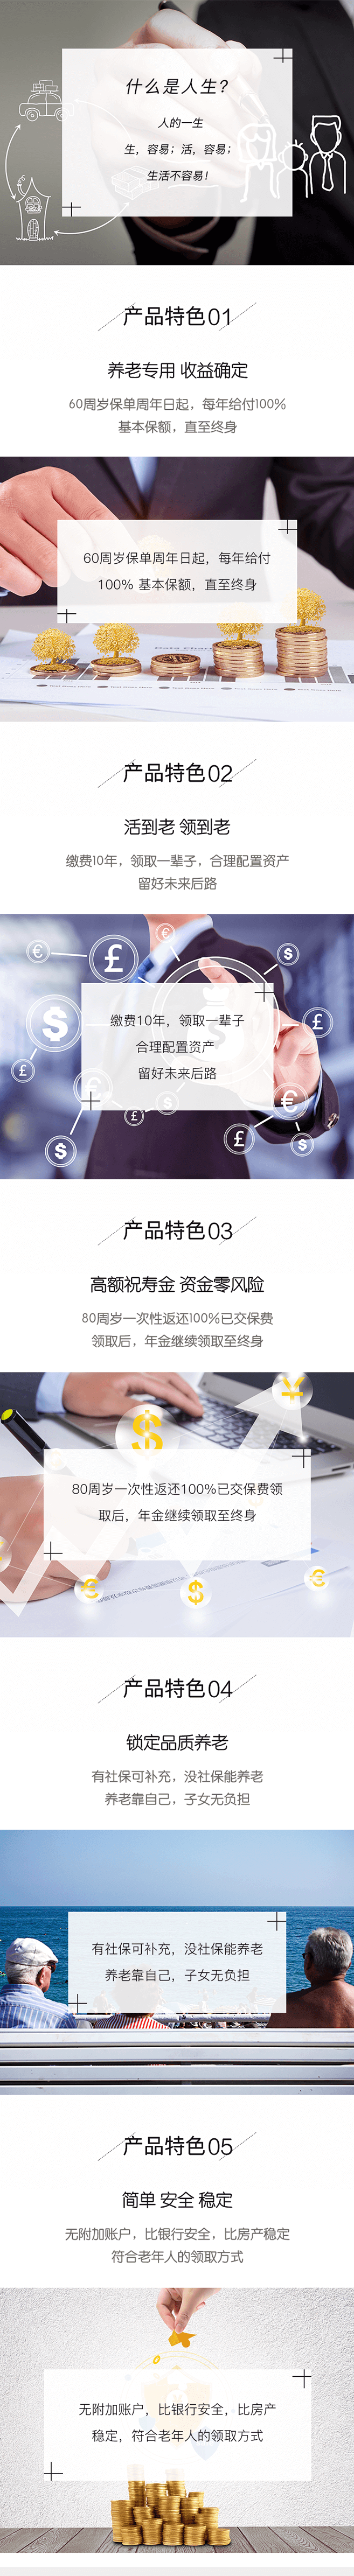 什么是人生?
人的一生
生，容易；活，容易；
生活不容易！
产品特色01
养老专用 收益确定
60周岁保单周年日起，每年给付100%
基本保额，直至终身
60周岁保单周年日起，每年给付
100% 基本保额，直至终身
产品特色02
活到老 领到老
缴费10年，领取一辈子，合理配置资产
留好未来后路
缴费10年，领取一辈子
合理配置资产
留好未来后路
产品特色03
高额祝寿金 资金零风险
80周岁一次性返还100%已交保费
领取后，年金继续领取至终身
80周岁一次性返还100%已交保费领
取后，年金继续领取至终身
产品特色04
锁定品质养老
有社保可补充，没社保能养老
养老靠自己，子女无负担
有社保可补充，没社保能养老
养老靠自己，子女无负担
产品特色05
简单 安全 稳定
无附加账户，比银行安全，比房产稳定
符合老年人的领取方式
无附加账户，比银行安全，比房产
稳定，符合老年人的领取方式